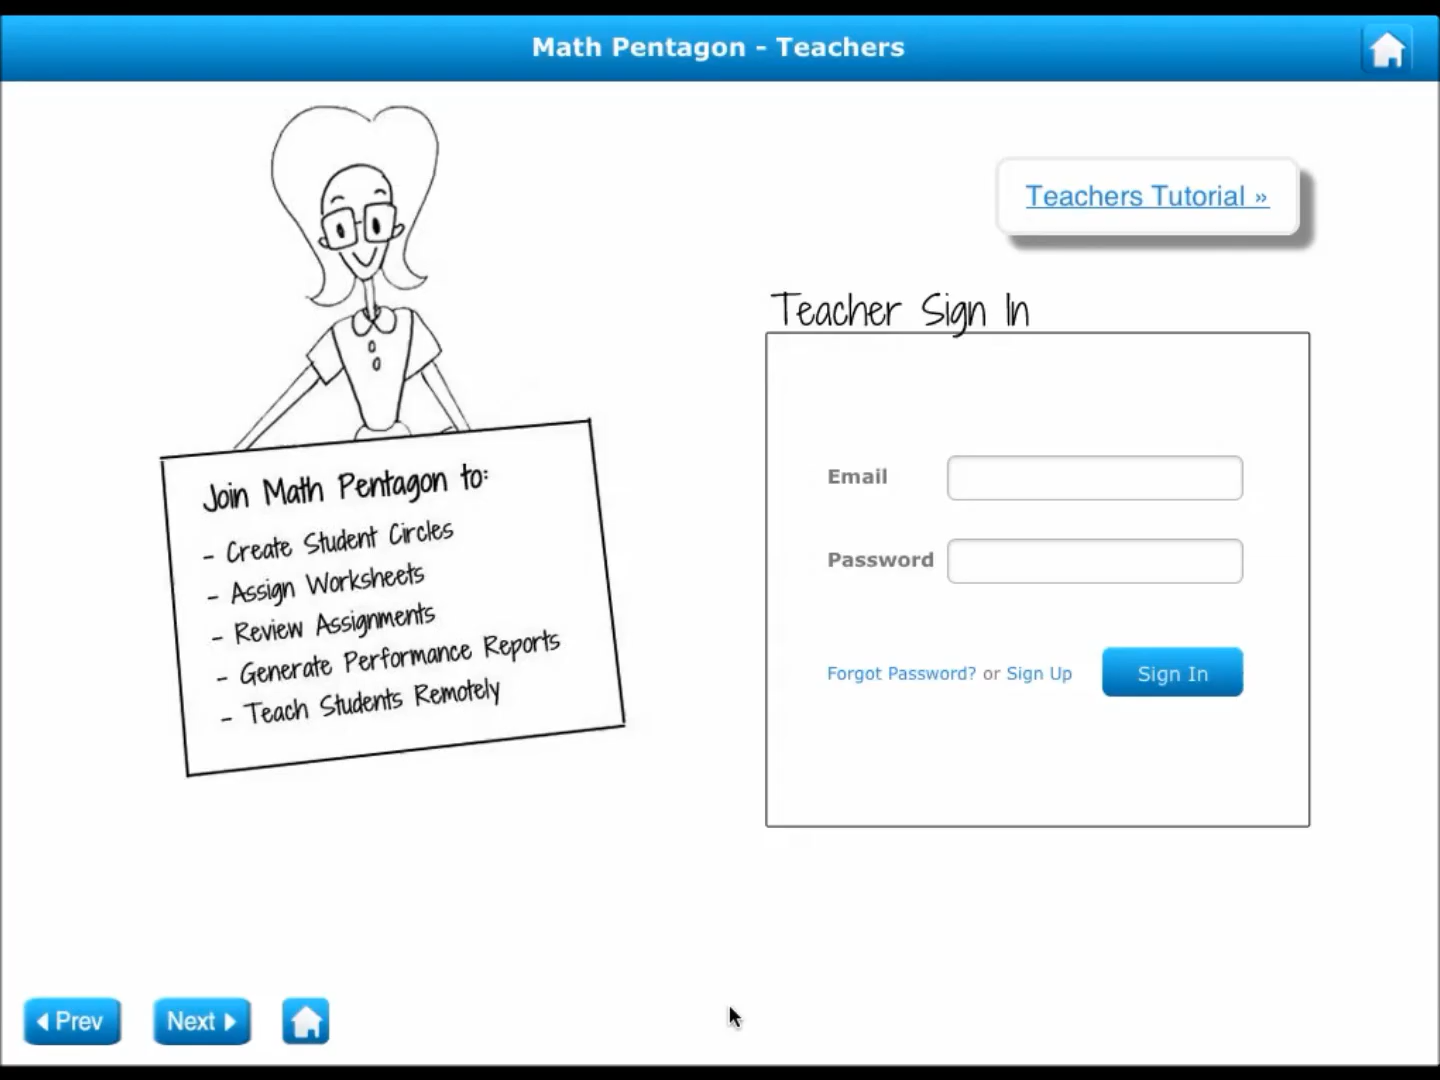 Math Pentagon - Teachers
Teachers Tutorial »
Teacher Sign In
Join Math Pentagon to:
- Create Student Circles
- Assign Worksheets
- Review Assignments
- Generate Performance Reports
- Teach Students Remotely
Email
Password
Forgot Password? or Sign Up
Sign In
Prev
Next